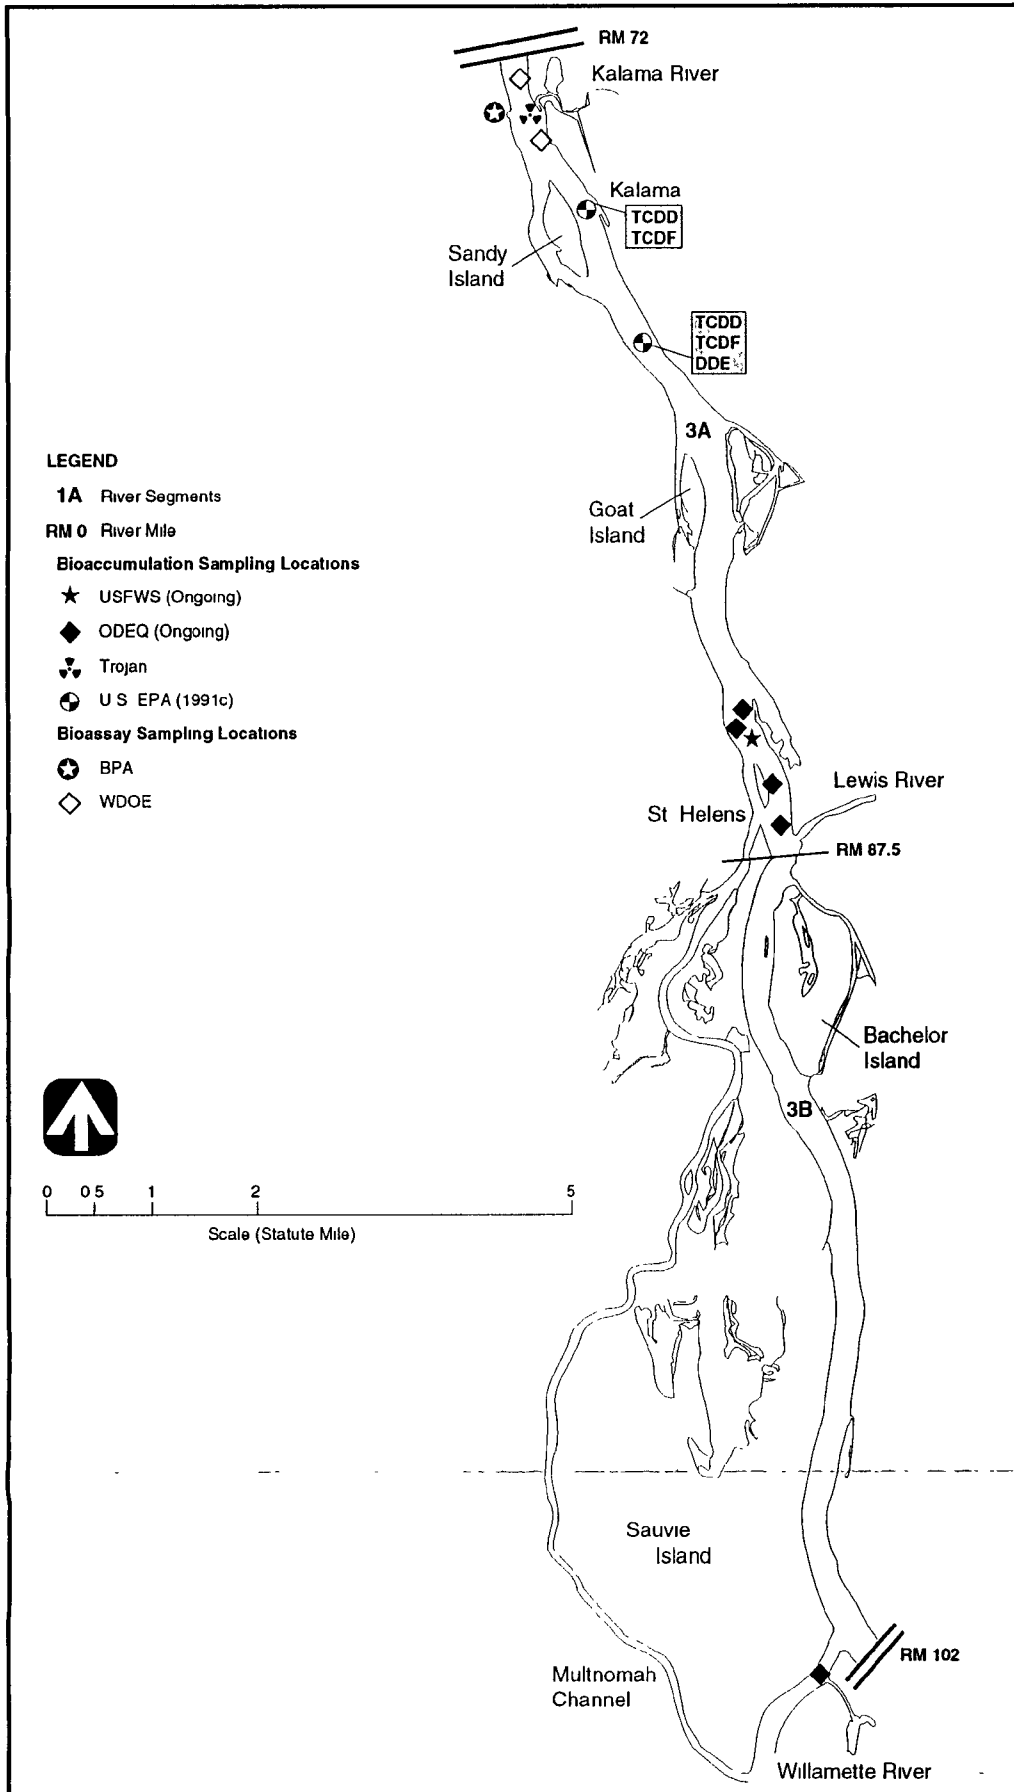 RM 72
Kalama River
Kalama
TCDD
TCDF
Sandy
Island
TCDD
TCDF
DDE
3A
LEGEND
1A River Segments
RM 0 River Mile
Bioaccumulation Sampling Locations
USFWS (Ongoing)
ODEQ (Ongoing)
Trojan
U S EPA (1991c)
Bioassay Sampling Locations
BPA
WDOE
Goat
Island
Lewis River
St Helens
RM 87.5
Bachelor
Island
3B
0 0 5 1 2 5
Scale (Statute Mile)
Sauvie
Island
RM 102
Multnomah
Channel
Willamette River